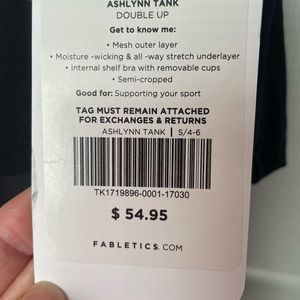 ASHLYNN TANK
DOUBLE UP
Get to know me:
• Mesh outer layer
• Moisture -wicking & all -way stretch underlayer
• Internal shelf bra with removable cups
• Semi-cropped
Good for: Supporting your sport
TAG MUST REMAIN ATTACHED
FOR EXCHANGES & RETURNS
ASHLYNN TANK | S/4-6
TK1719896-0001-17030
$ 54.95
FABLETICS.COM